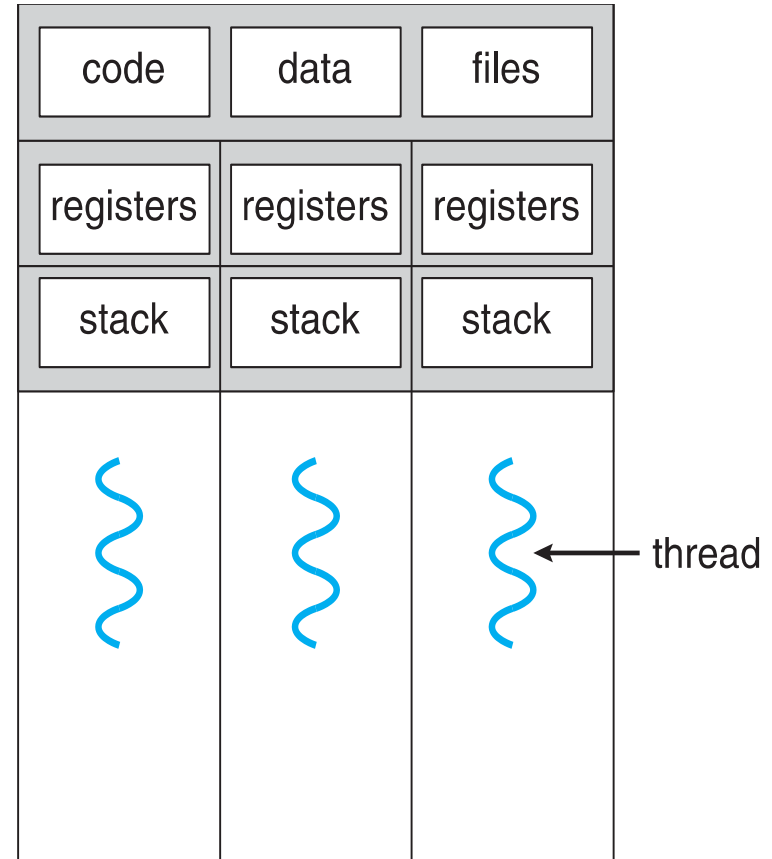 code data files
registers registers registers
stack stack stack
thread